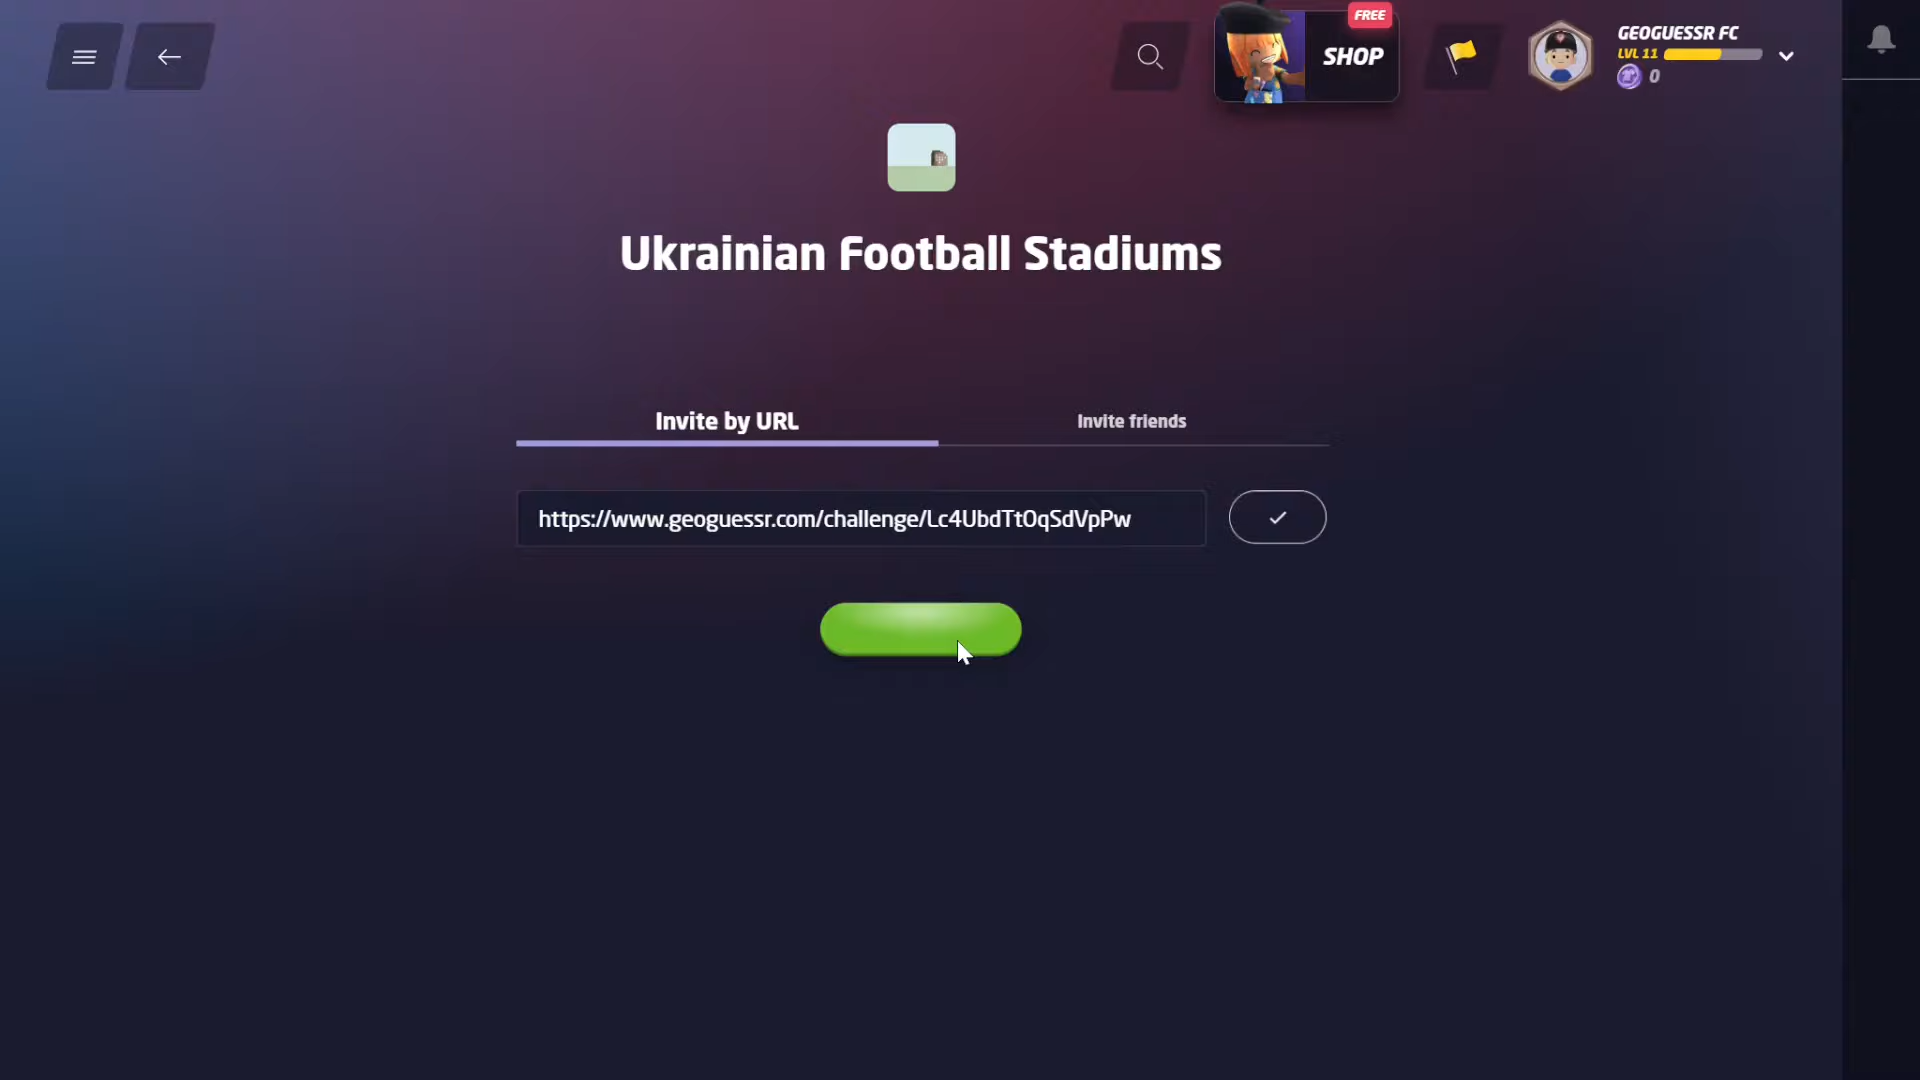 FREE
SHOP
GEOGUESSR FC
LVL 11
0
Ukrainian Football Stadiums
Invite by URL
Invite friends
https://www.geoguessr.com/challenge/Lc4UbdTtOqSdVpPw